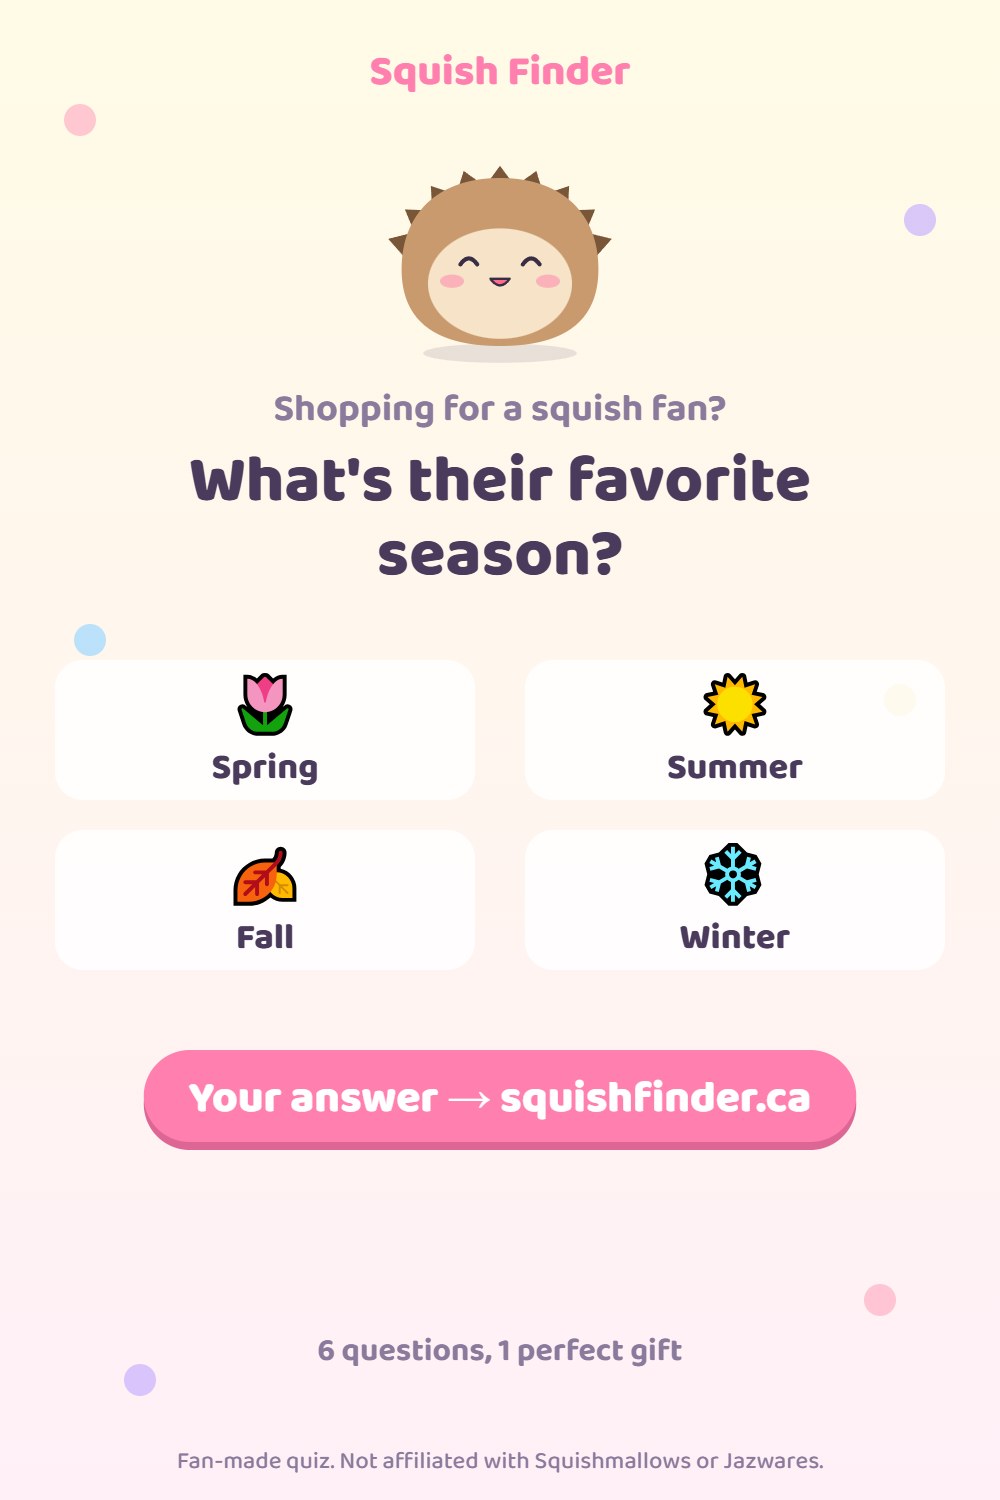 Squish Finder
Shopping for a squish fan?
What's their favorite
season?
Spring
Summer
Fall
Winter
Your answer → squishfinder.ca
6 questions, 1 perfect gift
Fan-made quiz. Not affiliated with Squishmallows or Jazwares.